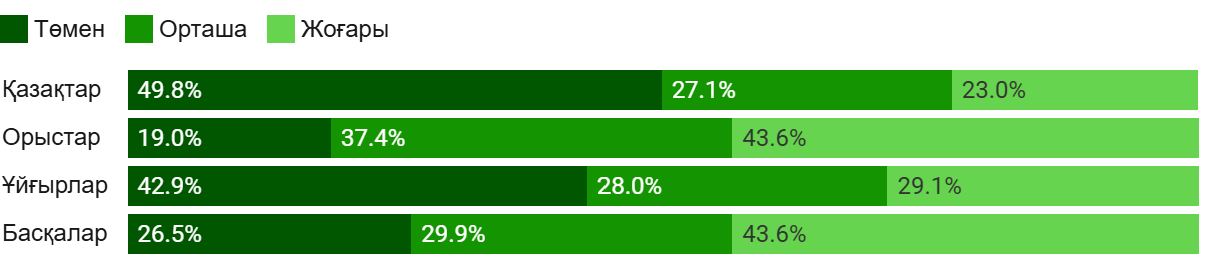 Төмен Орташа Жоғары
Қазақтар 49.8% 27.1% 23.0%
Орыстар 19.0% 37.4% 43.6%
Ұйғырлар 42.9% 28.0% 29.1%
Басқалар 26.5% 29.9% 43.6%